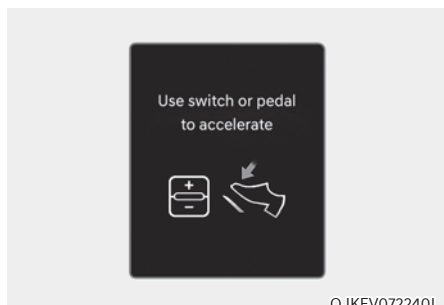 Use switch or pedal
to accelerate
+
-